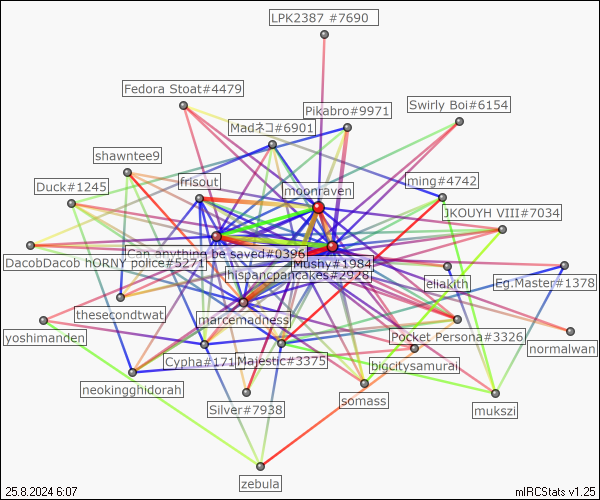 LPK2387 #7690
Fedora Stoat#4479
Swirly Boi#6154
Pikabro#9971
Madネコ#6901
shawntee9
frisout
ming#4742
Duck#1245
moonraven
JKOUYH VIII#7034
Can anything be saved#0396
DacobDacob hORNY police#5271
Mushy#1984
thispancpancakes#2928
eliakith
Eg.Master#1378
thesecondtwat
marcemadness
yoshimanden
Pocket Persona#3326
normalwan
Cypha#1717
Majestic#3375
bigcitysamurai
neokingghidorah
somass
Silver#7938
mukszi
zebula
25.8.2024 6:07
mIRCStats v1.25